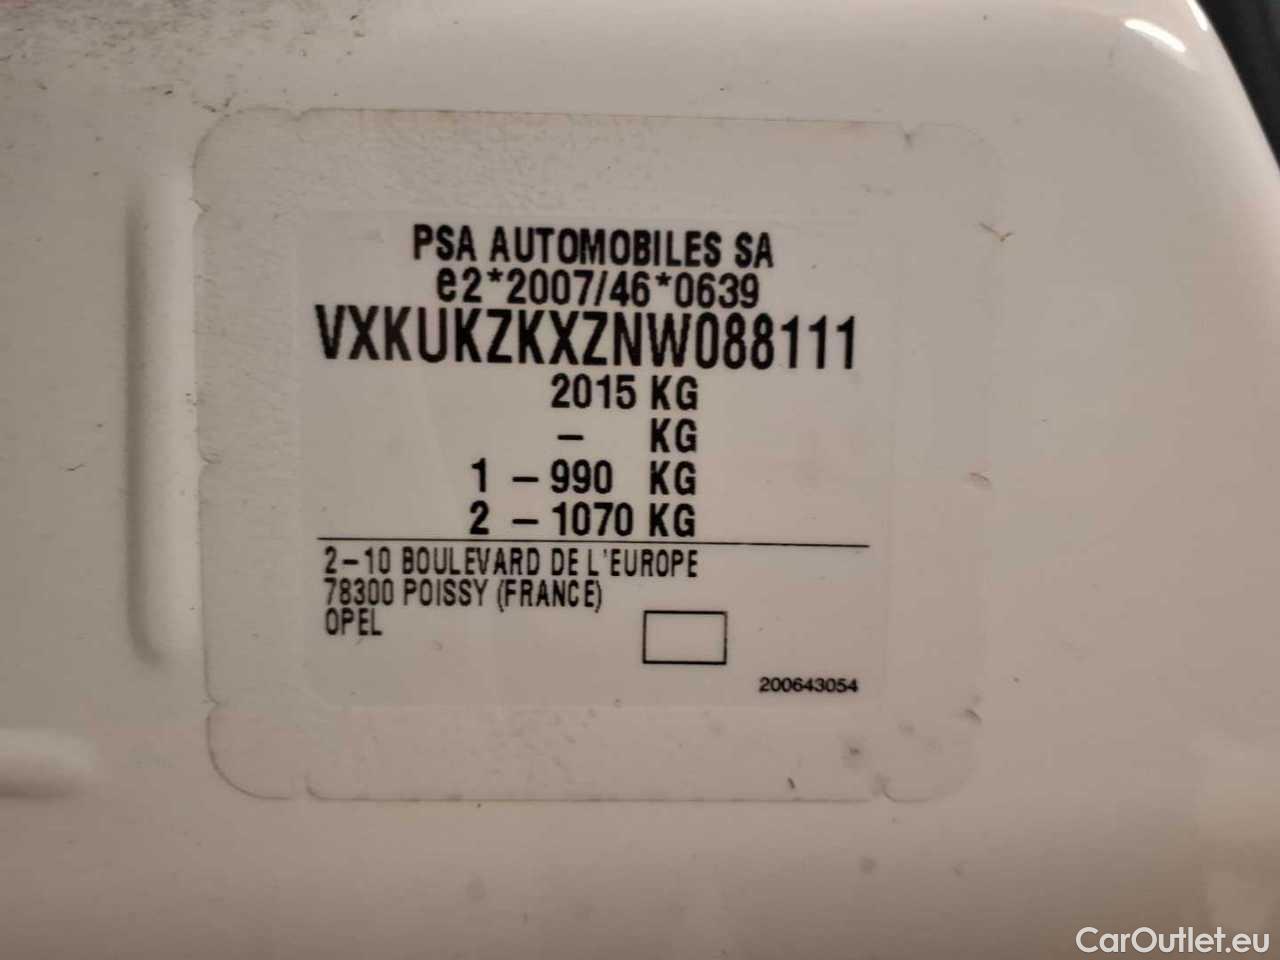 PSA AUTOMOBILES SA
e2*2007/46*0639
VXKUKZKXZNW088111
2015 KG
- KG
1 - 990 KG
2 - 1070 KG
2-10 BOULEVARD DE L'EUROPE
78300 POISSY (FRANCE)
OPEL
200643054
CarOutlet.eu